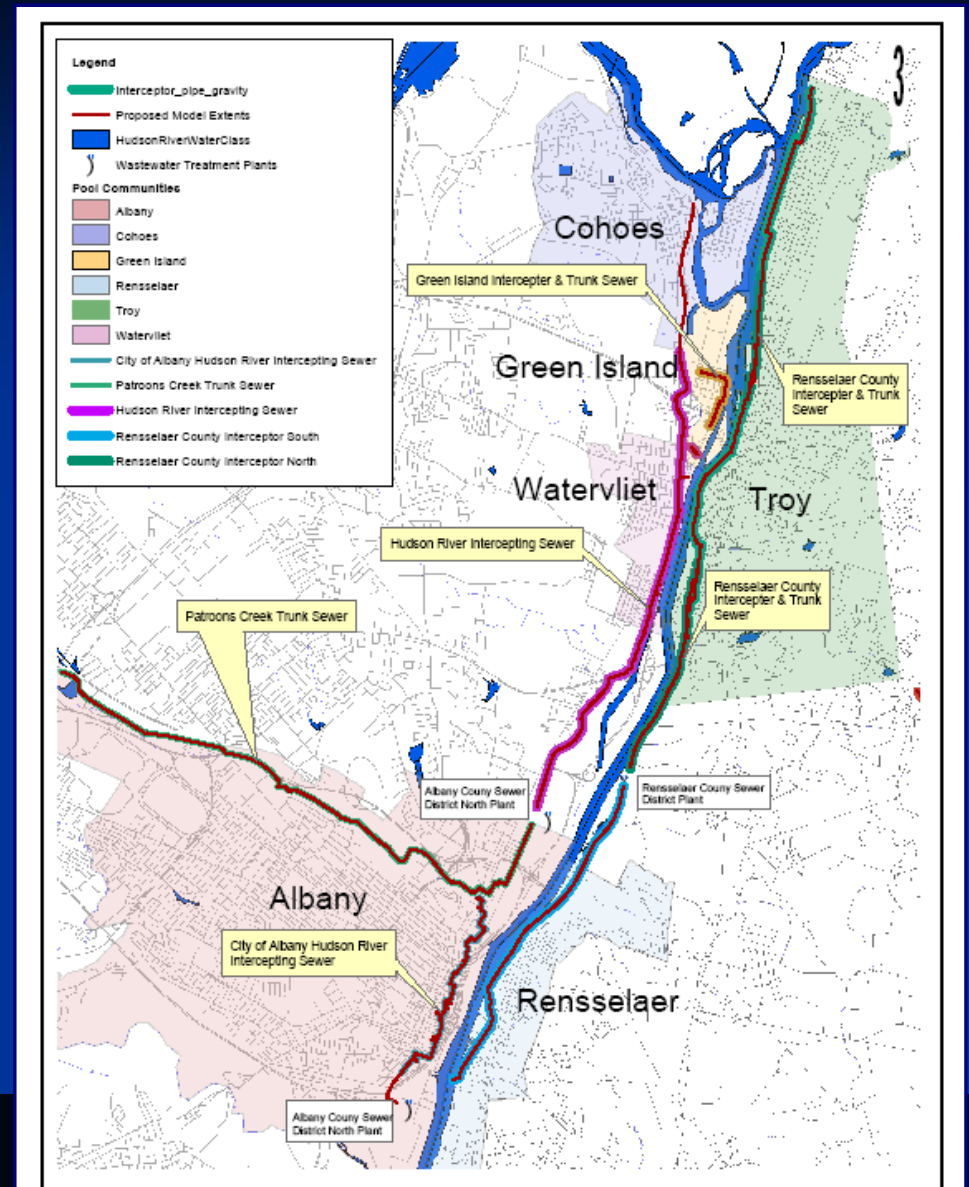 Legend
Interceptor_pipe_gravity
Proposed Model Extents
HudsonRiverWaterClass
Wastewater Treatment Plants
Pool Communities
Albany
Cohoes
Green Island
Rensselaer
Troy
Watervliet
City of Albany Hudson River Intercepting Sewer
Patroons Creek Trunk Sewer
Hudson River Intercepting Sewer
Rensselaer County Interceptor South
Rensselaer County Interceptor North
3
Cohoes
Green Island Intercepter & Trunk Sewer
Green Island
Rensselaer County
Intercepter & Trunk
Sewer
Watervliet
Troy
Hudson River Intercepting Sewer
Rensselaer County
Intercepter & Trunk
Sewer
Patroons Creek Trunk Sewer
Albany Couny Sewer
District North Plant
Rensselaer Couny Sewer
District Plant
Albany
City of Albany Hudson River
Intercepting Sewer
Rensselaer
Albany Couny Sewer
District North Plant